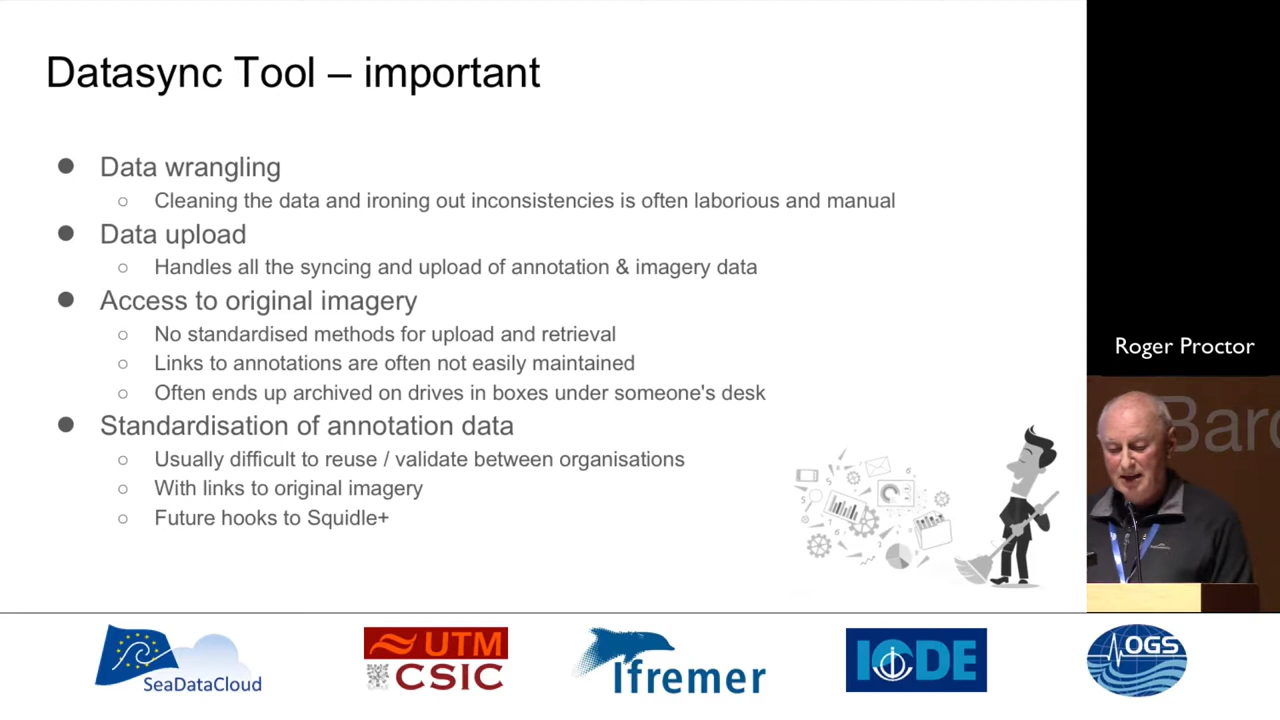 Datasync Tool – important
● Data wrangling
○ Cleaning the data and ironing out inconsistencies is often laborious and manual
● Data upload
○ Handles all the syncing and upload of annotation & imagery data
● Access to original imagery
○ No standardised methods for upload and retrieval
○ Links to annotations are often not easily maintained
○ Often ends up archived on drives in boxes under someone's desk
● Standardisation of annotation data
○ Usually difficult to reuse / validate between organisations
○ With links to original imagery
○ Future hooks to Squidle+
Roger Proctor
Barc
SeaDataCloud
UTM
CSIC
Ifremer
IODE
OGS